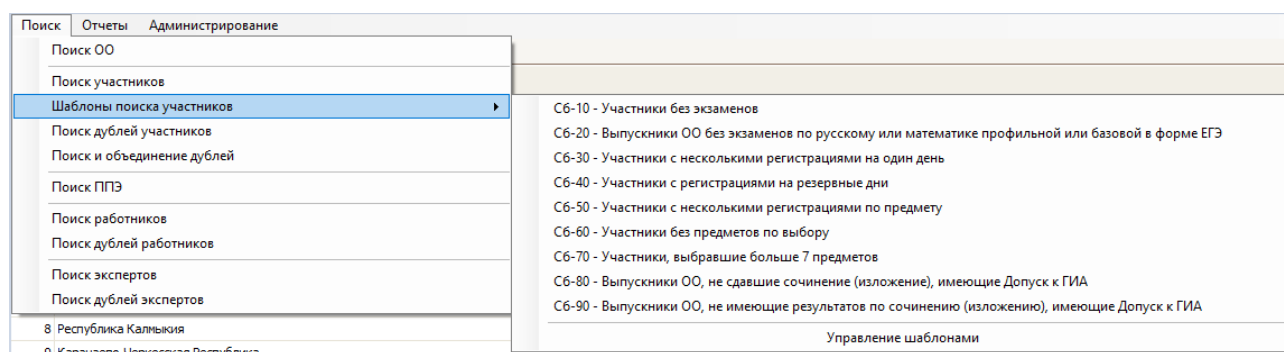 Поиск Отчеты Администрирование
Поиск ОО
Поиск участников
Шаблоны поиска участников
Поиск дублей участников
Поиск и объединение дублей
Поиск ППЭ
Поиск работников
Поиск дублей работников
Поиск экспертов
Поиск дублей экспертов
С6-10 - Участники без экзаменов
С6-20 - Выпускники ОО без экзаменов по русскому или математике профильной или базовой в форме ЕГЭ
С6-30 - Участники с несколькими регистрациями на один день
С6-40 - Участники с регистрациями на резервные дни
С6-50 - Участники с несколькими регистрациями по предмету
С6-60 - Участники без предметов по выбору
С6-70 - Участники, выбравшие больше 7 предметов
С6-80 - Выпускники ОО, не сдавшие сочинение (изложение), имеющие Допуск к ГИА
С6-90 - Выпускники ОО, не имеющие результатов по сочинению (изложению), имеющие Допуск к ГИА
Управление шаблонами
8 Республика Калмыкия
9 Карачаево-Черкесская Республика